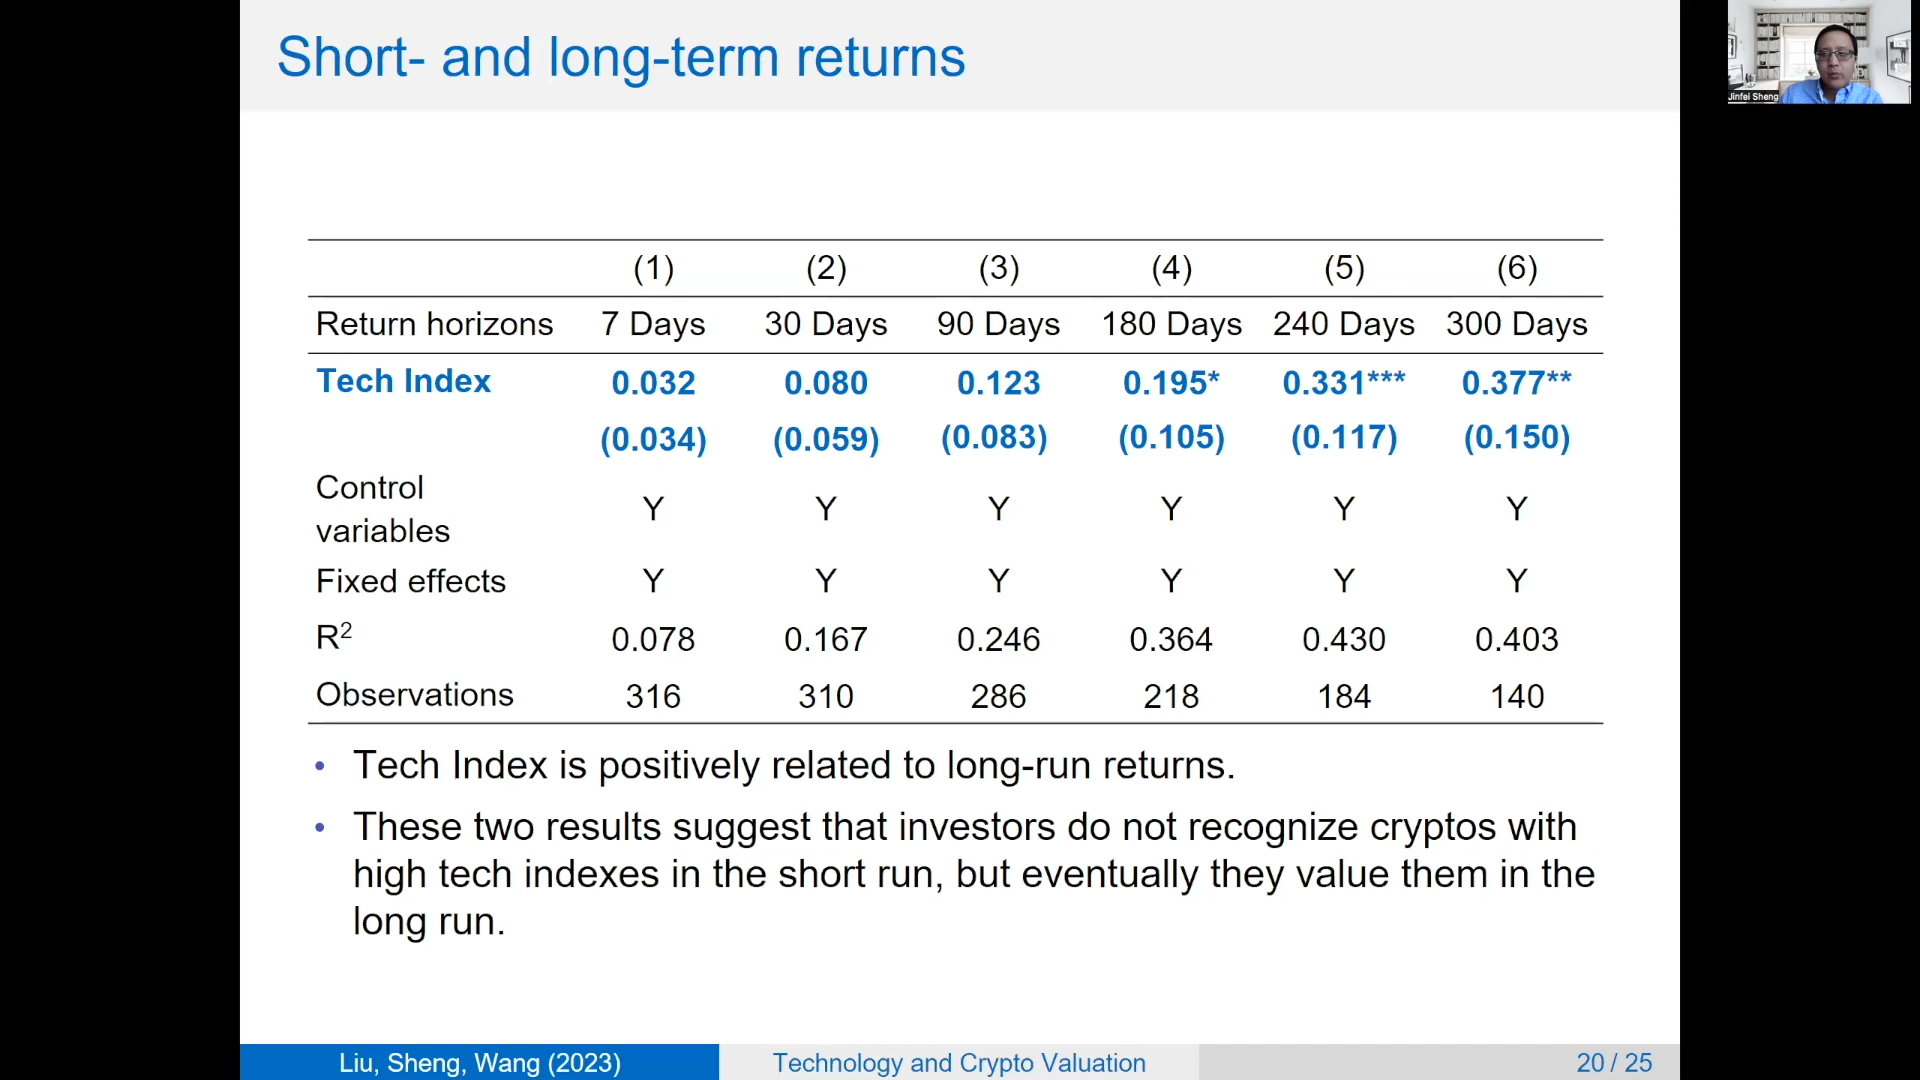 Short- and long-term returns
Jinfei Sheng
(1) (2) (3) (4) (5) (6)
Return horizons 7 Days 30 Days 90 Days 180 Days 240 Days 300 Days
Tech Index 0.032 0.080 0.123 0.195* 0.331*** 0.377**
(0.034) (0.059) (0.083) (0.105) (0.117) (0.150)
Control
variables Y Y Y Y Y Y
Fixed effects Y Y Y Y Y Y
R² 0.078 0.167 0.246 0.364 0.430 0.403
Observations 316 310 286 218 184 140
• Tech Index is positively related to long-run returns.
• These two results suggest that investors do not recognize cryptos with
high tech indexes in the short run, but eventually they value them in the
long run.
Liu, Sheng, Wang (2023) Technology and Crypto Valuation 20 / 25